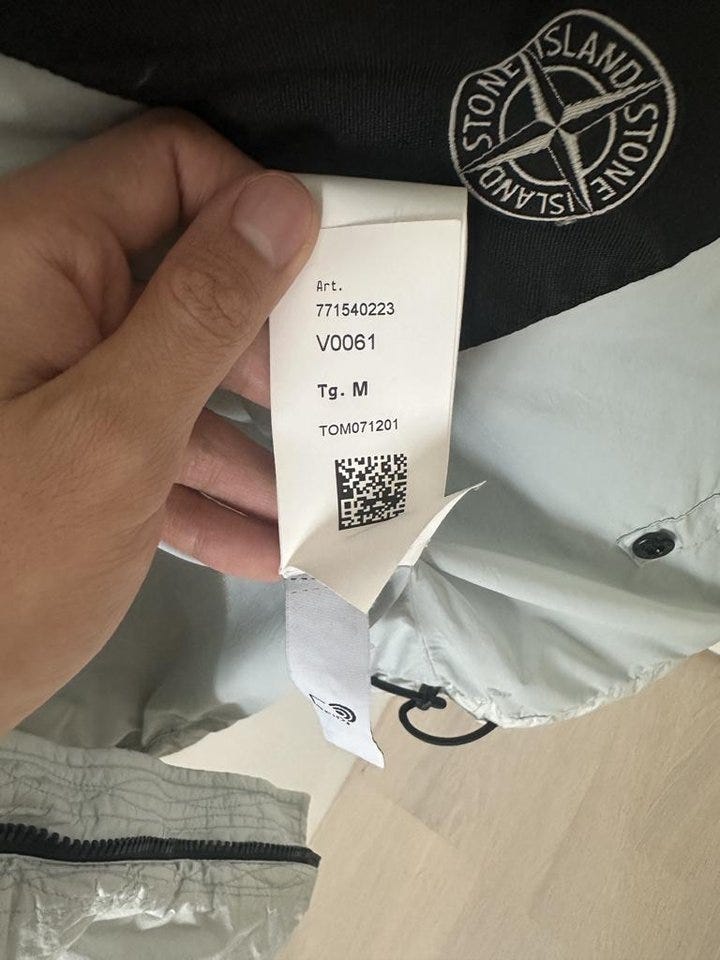 STONE ISLAND STONE ISLAND
Art.
771540223
V0061
Tg. M
TOM071201